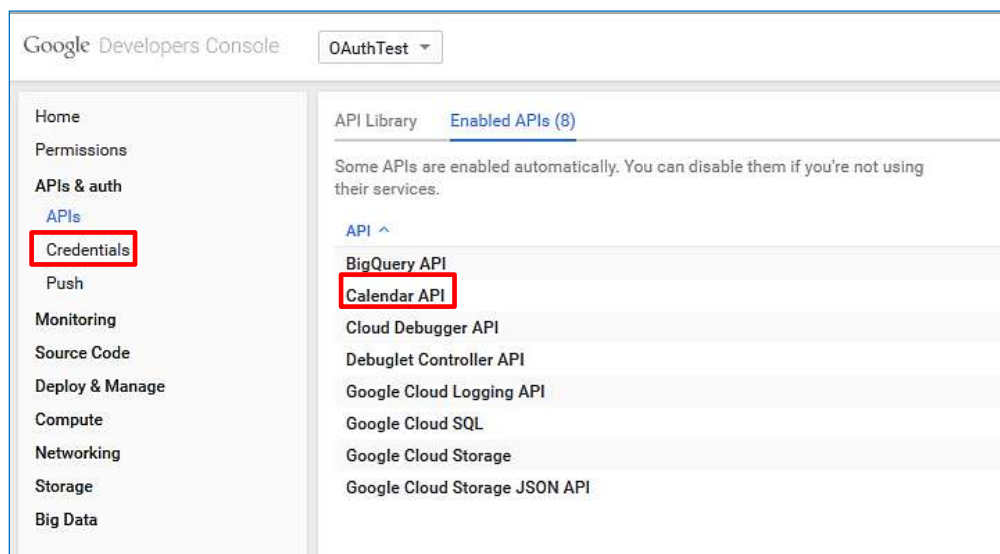 Google Developers Console
OAuthTest
Home
Permissions
APIs & auth
APIs
Credentials
Push
Monitoring
Source Code
Deploy & Manage
Compute
Networking
Storage
Big Data
API Library Enabled APIs (8)
Some APIs are enabled automatically. You can disable them if you're not using
their services.
API
BigQuery API
Calendar API
Cloud Debugger API
Debuglet Controller API
Google Cloud Logging API
Google Cloud SQL
Google Cloud Storage
Google Cloud Storage JSON API